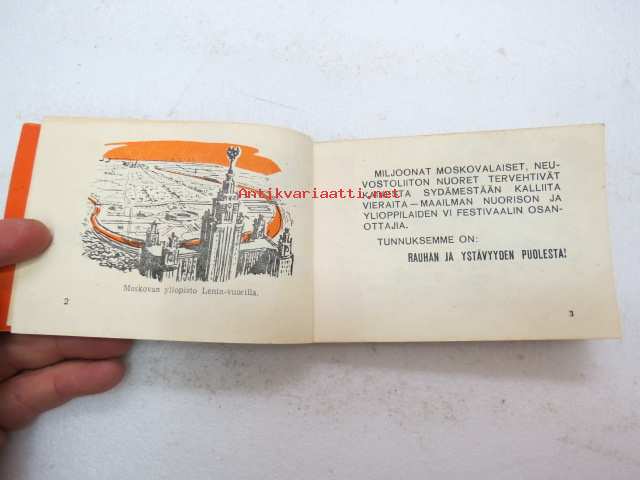 Moskovan yliopisto Lenin-vuorilla.
2
MILJOONAT MOSKOVALAISET, NEU-
VOSTOLIITON NUORET TERVEHTIVÄT
KAIKESTA SYDÄMESTÄÄN KALLIITA
VIERAITA—MAAILMAN NUORISON JA
YLIOPPILAIDEN VI FESTIVAALIN OSAN-
OTTAJIA.
TUNNUKSEMME ON:
RAUHAN JA YSTÄVYYDEN PUOLESTA!
3
Antikvariaatti.net